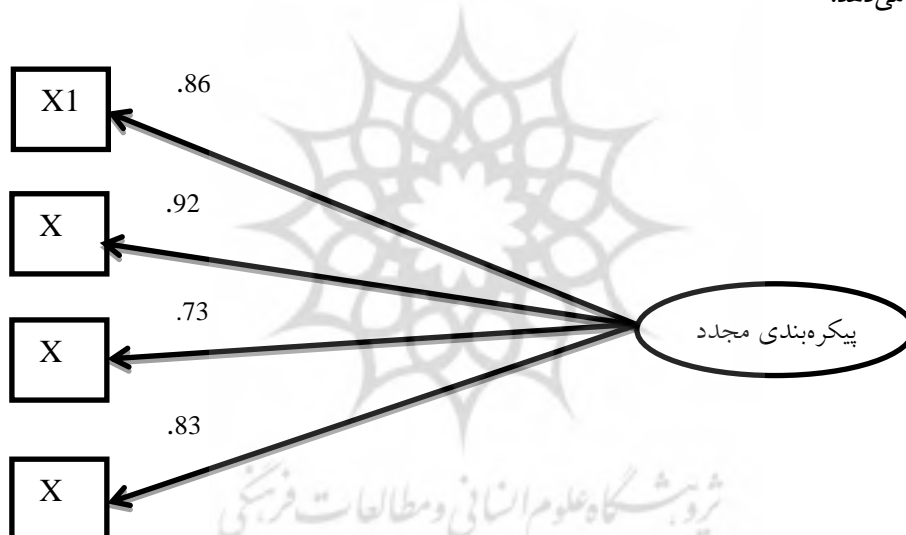 می‌دهد.
X1
.86
X
.92
X
.73
پیکره‌بندی مجدد
X
.83
پژوهشگاه علوم انسانی و مطالعات فرهنگی